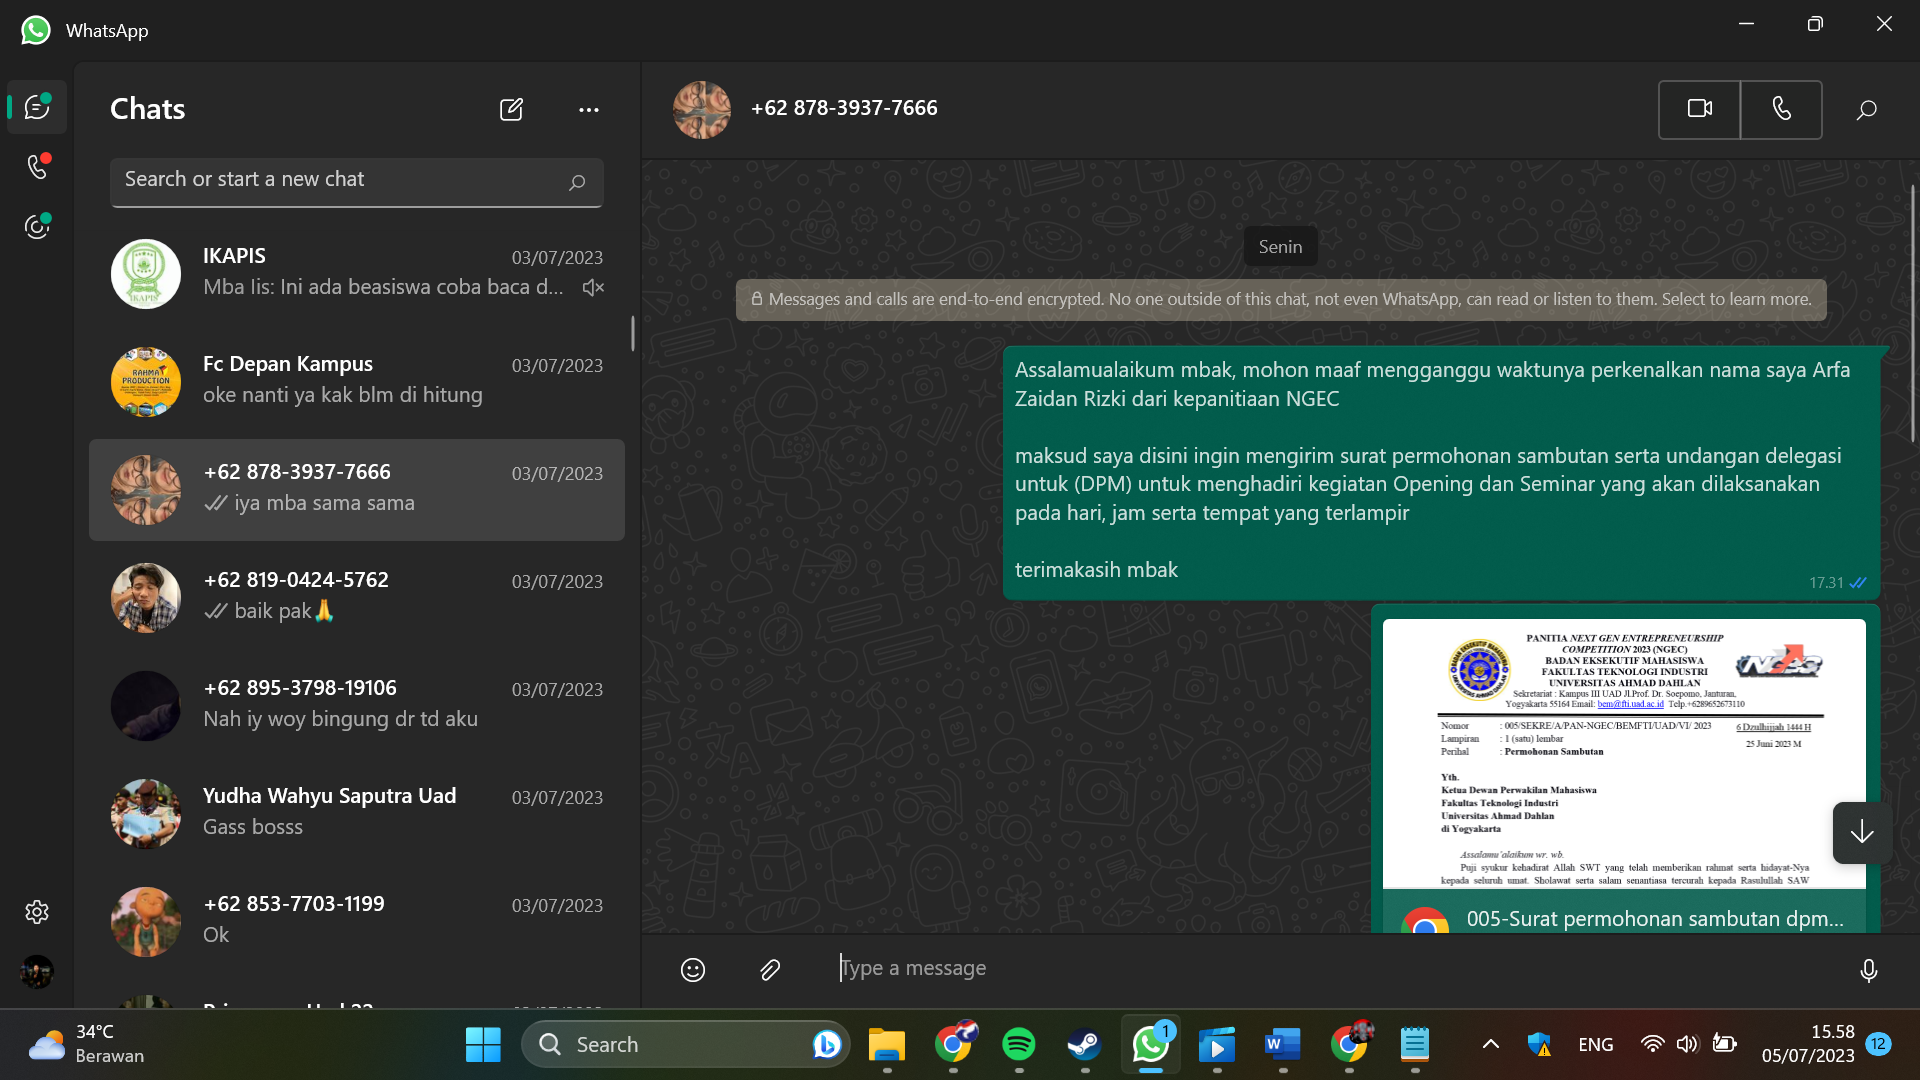 WhatsApp
Chats
Search or start a new chat
IKAPIS
03/07/2023
Mba Iis: Ini ada beasiswa coba baca d...
Fc Depan Kampus
03/07/2023
oke nanti ya kak blm di hitung
+62 878-3937-7666
03/07/2023
iya mba sama sama
+62 819-0424-5762
03/07/2023
baik pak🙏
+62 895-3798-19106
03/07/2023
Nah iy woy bingung dr td aku
Yudha Wahyu Saputra Uad
03/07/2023
Gass bosss
+62 853-7703-1199
03/07/2023
Ok
+62 878-3937-7666
Senin
Messages and calls are end-to-end encrypted. No one outside of this chat, not even WhatsApp, can read or listen to them. Select to learn more.
Assalamualaikum mbak, mohon maaf mengganggu waktunya perkenalkan nama saya Arfa
Zaidan Rizki dari kepanitiaan NGEC
maksud saya disini ingin mengirim surat permohonan sambutan serta undangan delegasi
untuk (DPM) untuk menghadiri kegiatan Opening dan Seminar yang akan dilaksanakan
pada hari, jam serta tempat yang terlampir
terimakasih mbak
17.31
PANITIA NEXT GEN ENTREPRENEURSHIP
COMPETITION 2023 (NGEC)
BADAN EKSEKUTIF MAHASISWA
FAKULTAS TEKNOLOGI INDUSTRI
UNIVERSITAS AHMAD DAHLAN
Sekretariat : Kampus III UAD Jl.Prof. Dr. Soepomo, Janturan,
Yogyakarta 55164 Email: bem@fti.uad.ac.id Telp.+6289652673110
Nomor : 005/SEKRE/A/PAN-NGEC/BEMFTI/UAD/VI/ 2023
6 Dzulhijjah 1444 H
Lampiran : 1 (satu) lembar
25 Juni 2023 M
Perihal : Permohonan Sambutan
Yth.
Ketua Dewan Perwakilan Mahasiswa
Fakultas Teknologi Industri
Universitas Ahmad Dahlan
di Yogyakarta
Assalamu'alaikum wr. wb.
Puji syukur kehadirat Allah SWT yang telah memberikan rahmat serta hidayat-Nya
kepada seluruh umat. Sholawat serta salam senantiasa tercurah kepada Rasulullah SAW
005-Surat permohonan sambutan dpm...
Type a message
34°C
Berawan
Search
1
ENG
15.58
05/07/2023
12